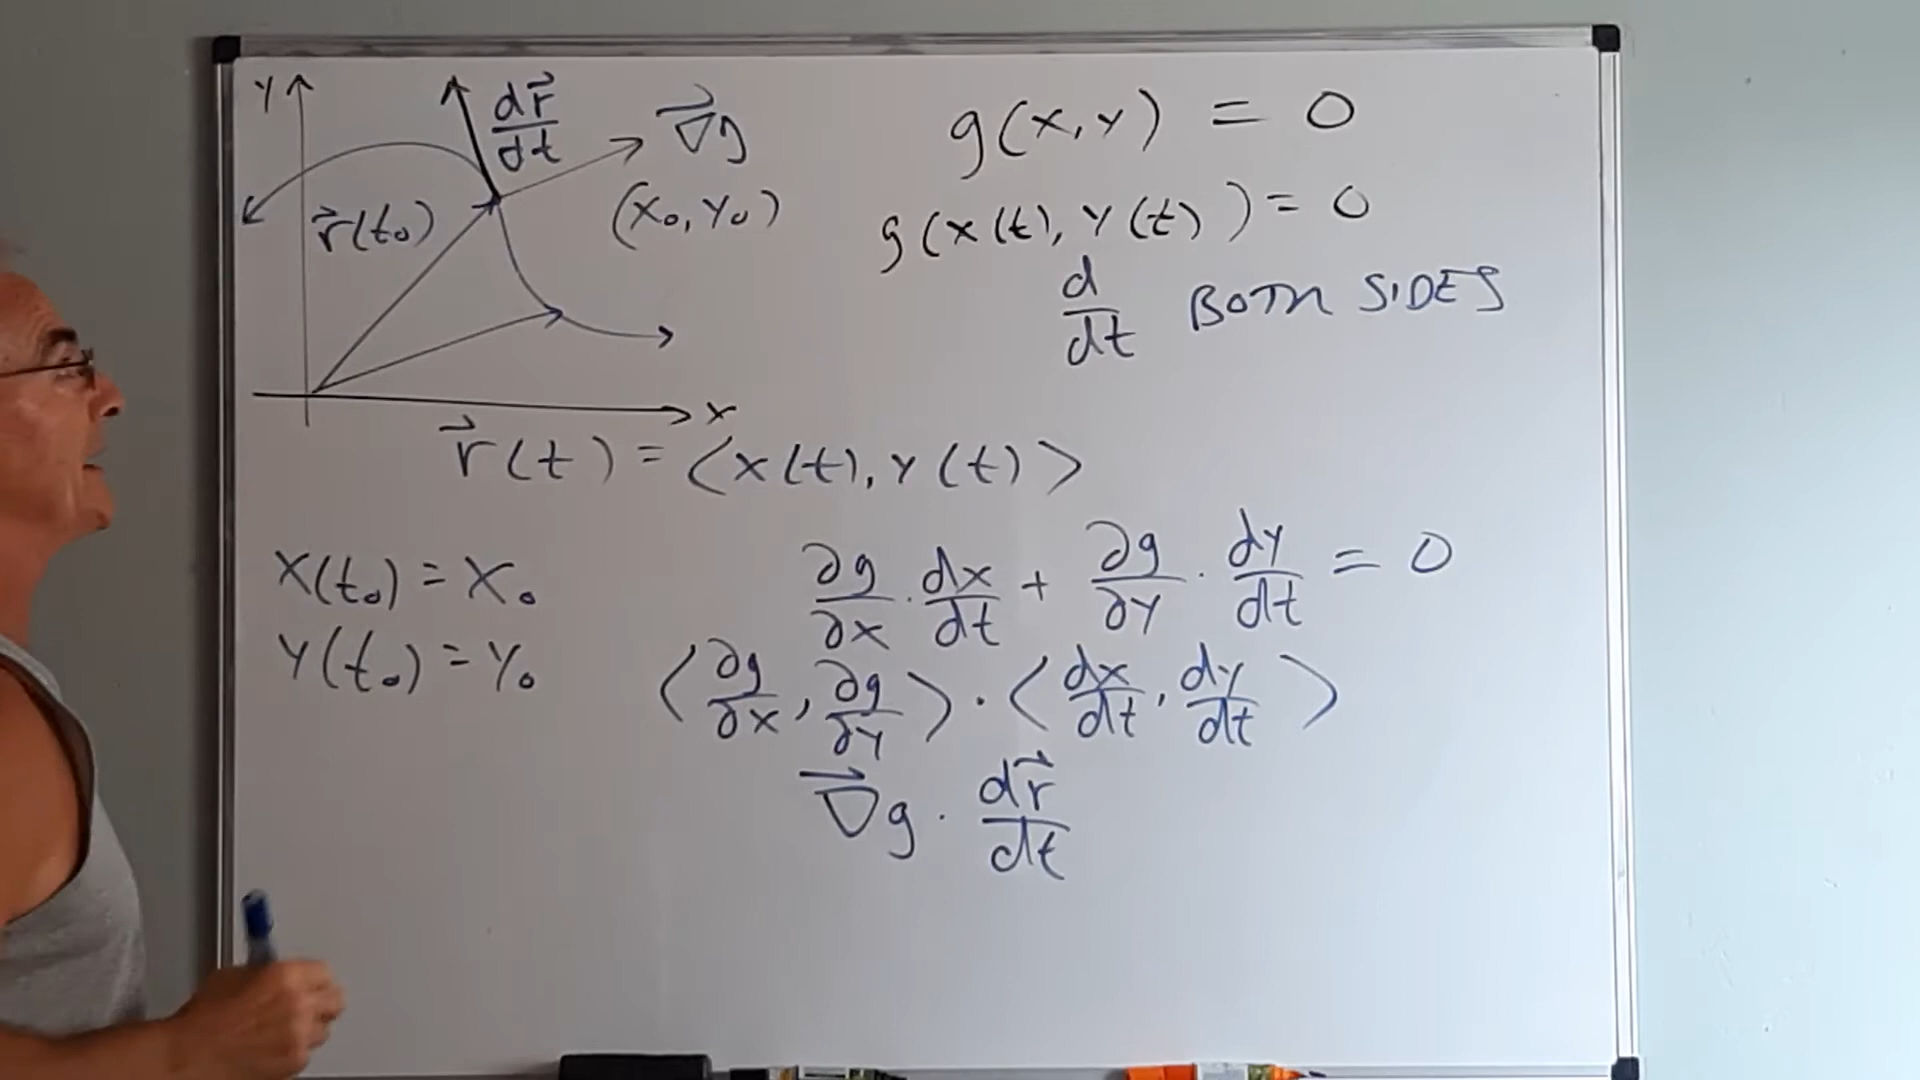 Y
dr⃗/dt
∇⃗g
r⃗(t₀)
(x₀, y₀)
x
g(x,y) = 0
g(x(t), y(t)) = 0
d/dt BOTH SIDES
r⃗(t) = ⟨x(t), y(t)⟩
x(t₀) = x₀
y(t₀) = y₀
∂g/∂x · dx/dt + ∂g/∂y · dy/dt = 0
⟨∂g/∂x, ∂g/∂y⟩ · ⟨dx/dt, dy/dt⟩
∇⃗g · dr⃗/dt